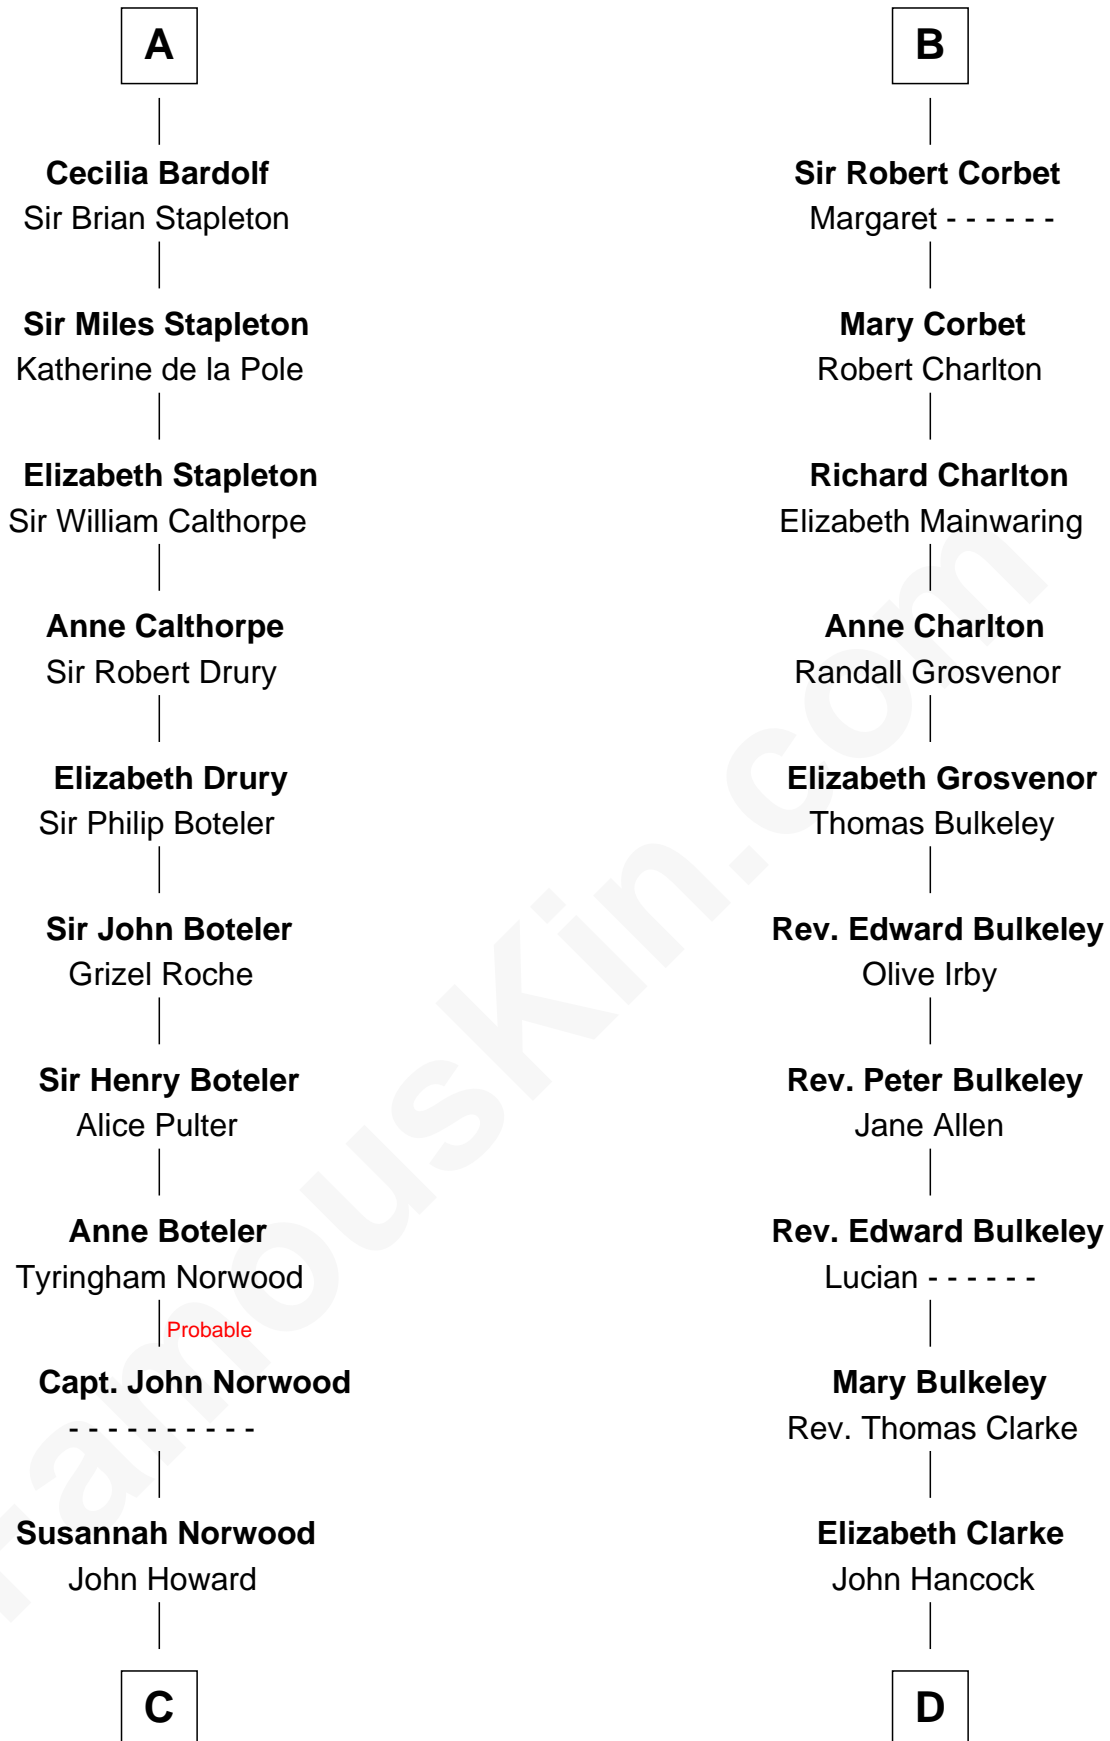 A
Cecilia Bardolf
Sir Brian Stapleton
Sir Miles Stapleton
Katherine de la Pole
Elizabeth Stapleton
Sir William Calthorpe
Anne Calthorpe
Sir Robert Drury
Elizabeth Drury
Sir Philip Boteler
Sir John Boteler
Grizel Roche
Sir Henry Boteler
Alice Pulter
Anne Boteler
Tyringham Norwood
Probable
Capt. John Norwood
- - - - - - - - - -
Susannah Norwood
John Howard
C
B
Sir Robert Corbet
Margaret - - - - - -
Mary Corbet
Robert Charlton
Richard Charlton
Elizabeth Mainwaring
Anne Charlton
Randall Grosvenor
Elizabeth Grosvenor
Thomas Bulkeley
Rev. Edward Bulkeley
Olive Irby
Rev. Peter Bulkeley
Jane Allen
Rev. Edward Bulkeley
Lucian - - - - - -
Mary Bulkeley
Rev. Thomas Clarke
Elizabeth Clarke
John Hancock
D
FamousKin.com